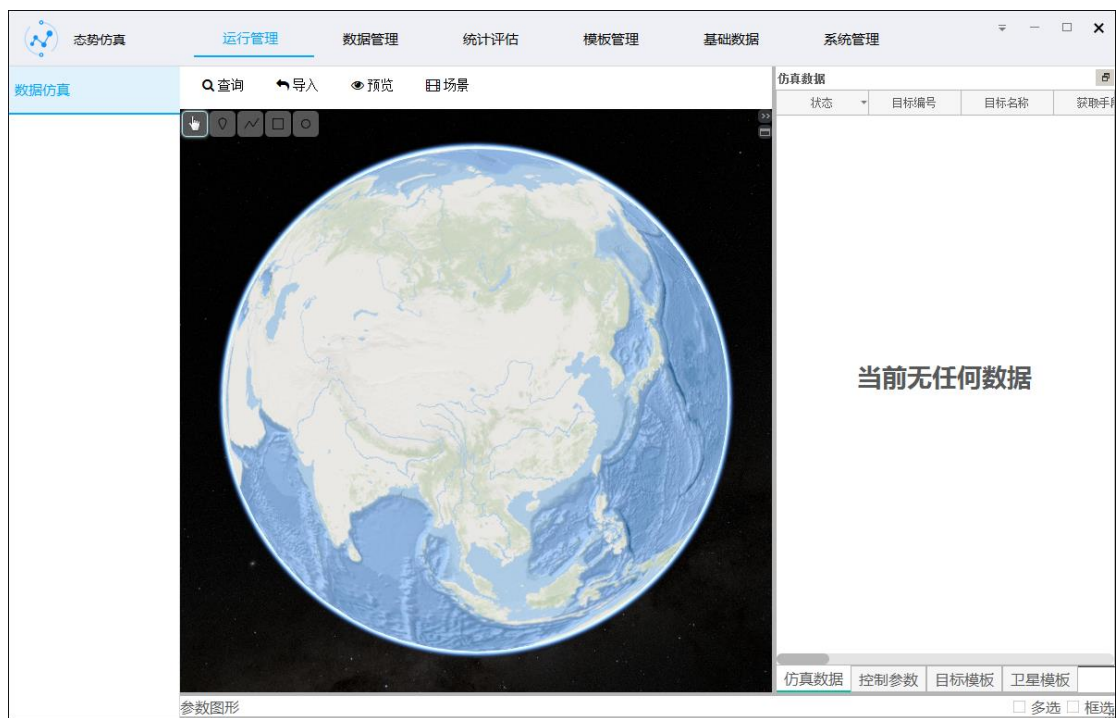 态势仿真 运行管理 数据管理 统计评估 模板管理 基础数据 系统管理
数据仿真
查询 导入 预览 场景
仿真数据
状态 目标编号 目标名称 获取手
当前无任何数据
仿真数据 控制参数 目标模板 卫星模板
参数图形 多选 框选